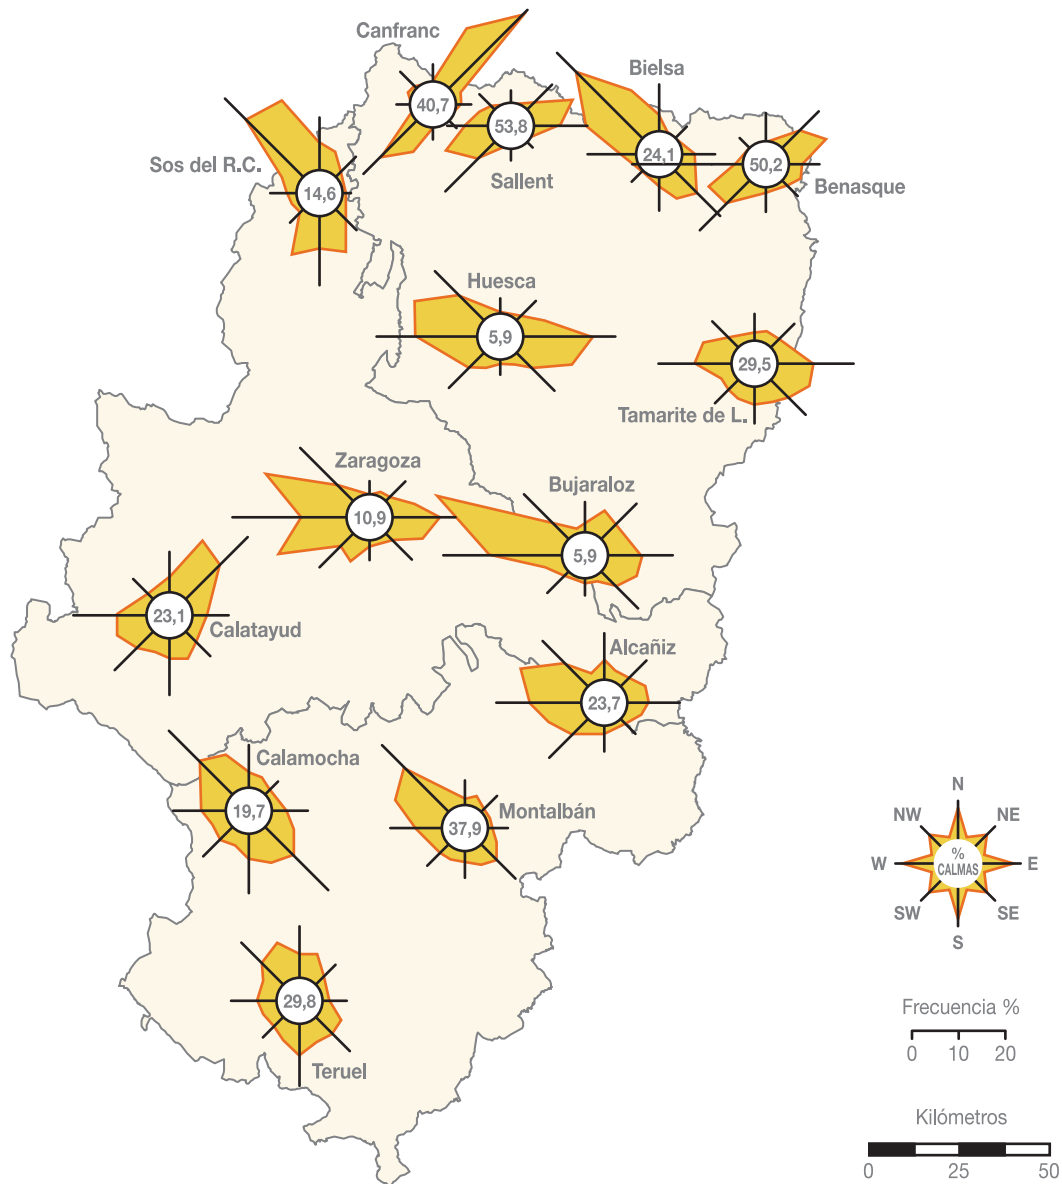 Canfranc
40,7
Bielsa
24,1
Sos del R.C.
14,6
53,8
Sallent
50,2
Benasque
Huesca
5,9
29,5
Tamarite de L.
Zaragoza
10,9
Bujaraloz
5,9
23,1
Calatayud
Alcañiz
23,7
Calamocha
19,7
Montalbán
37,9
29,8
Teruel
N
NW
NE
W
%
CALMAS
E
SW
SE
S
Frecuencia %
0 10 20
Kilómetros
0 25 50